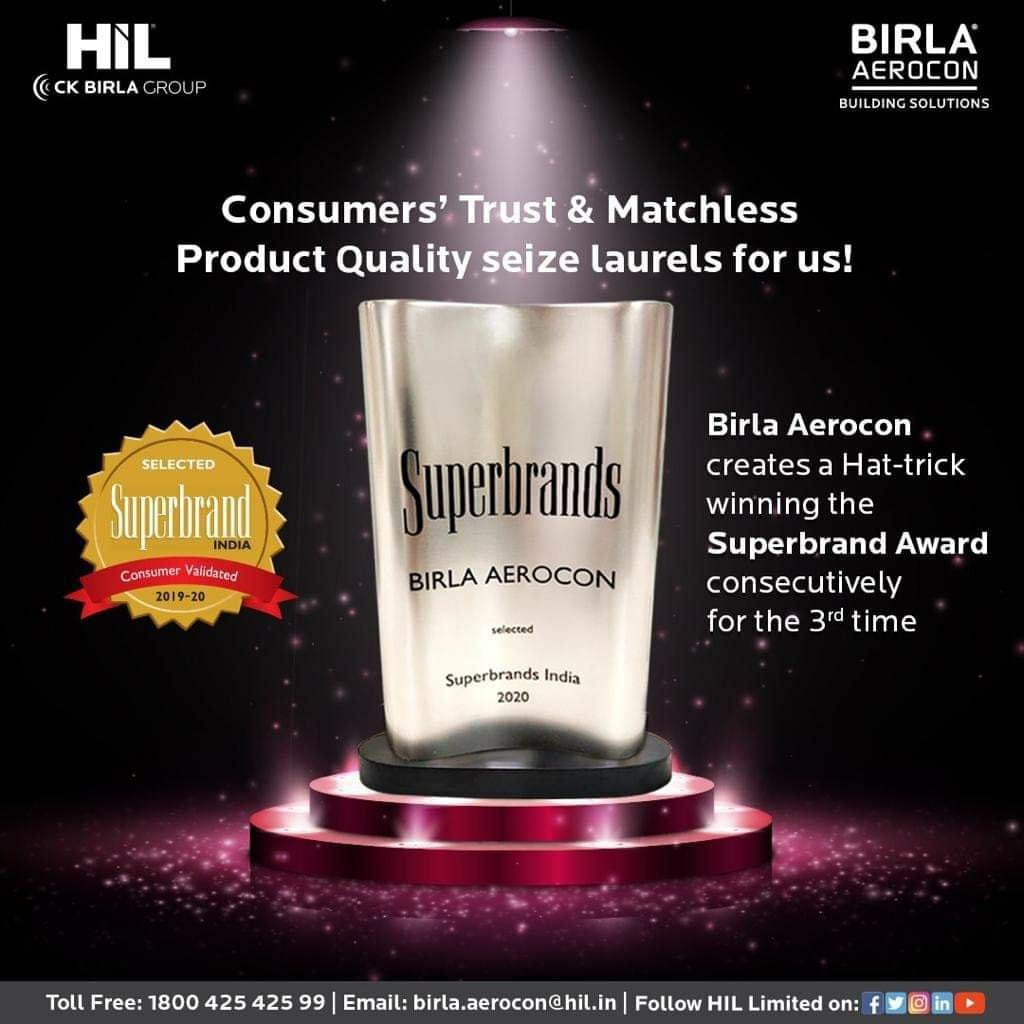 HIL
CK BIRLA GROUP
BIRLA
AEROCON
BUILDING SOLUTIONS
Consumers’ Trust & Matchless
Product Quality seize laurels for us!
SELECTED
Superbrand
INDIA
Consumer Validated
2019-20
Superbrands
BIRLA AEROCON
selected
Superbrands India
2020
Birla Aerocon
creates a Hat-trick
winning the
Superbrand Award
consecutively
for the 3rd time
Toll Free: 1800 425 425 99 | Email: birla.aerocon@hil.in | Follow HIL Limited on: